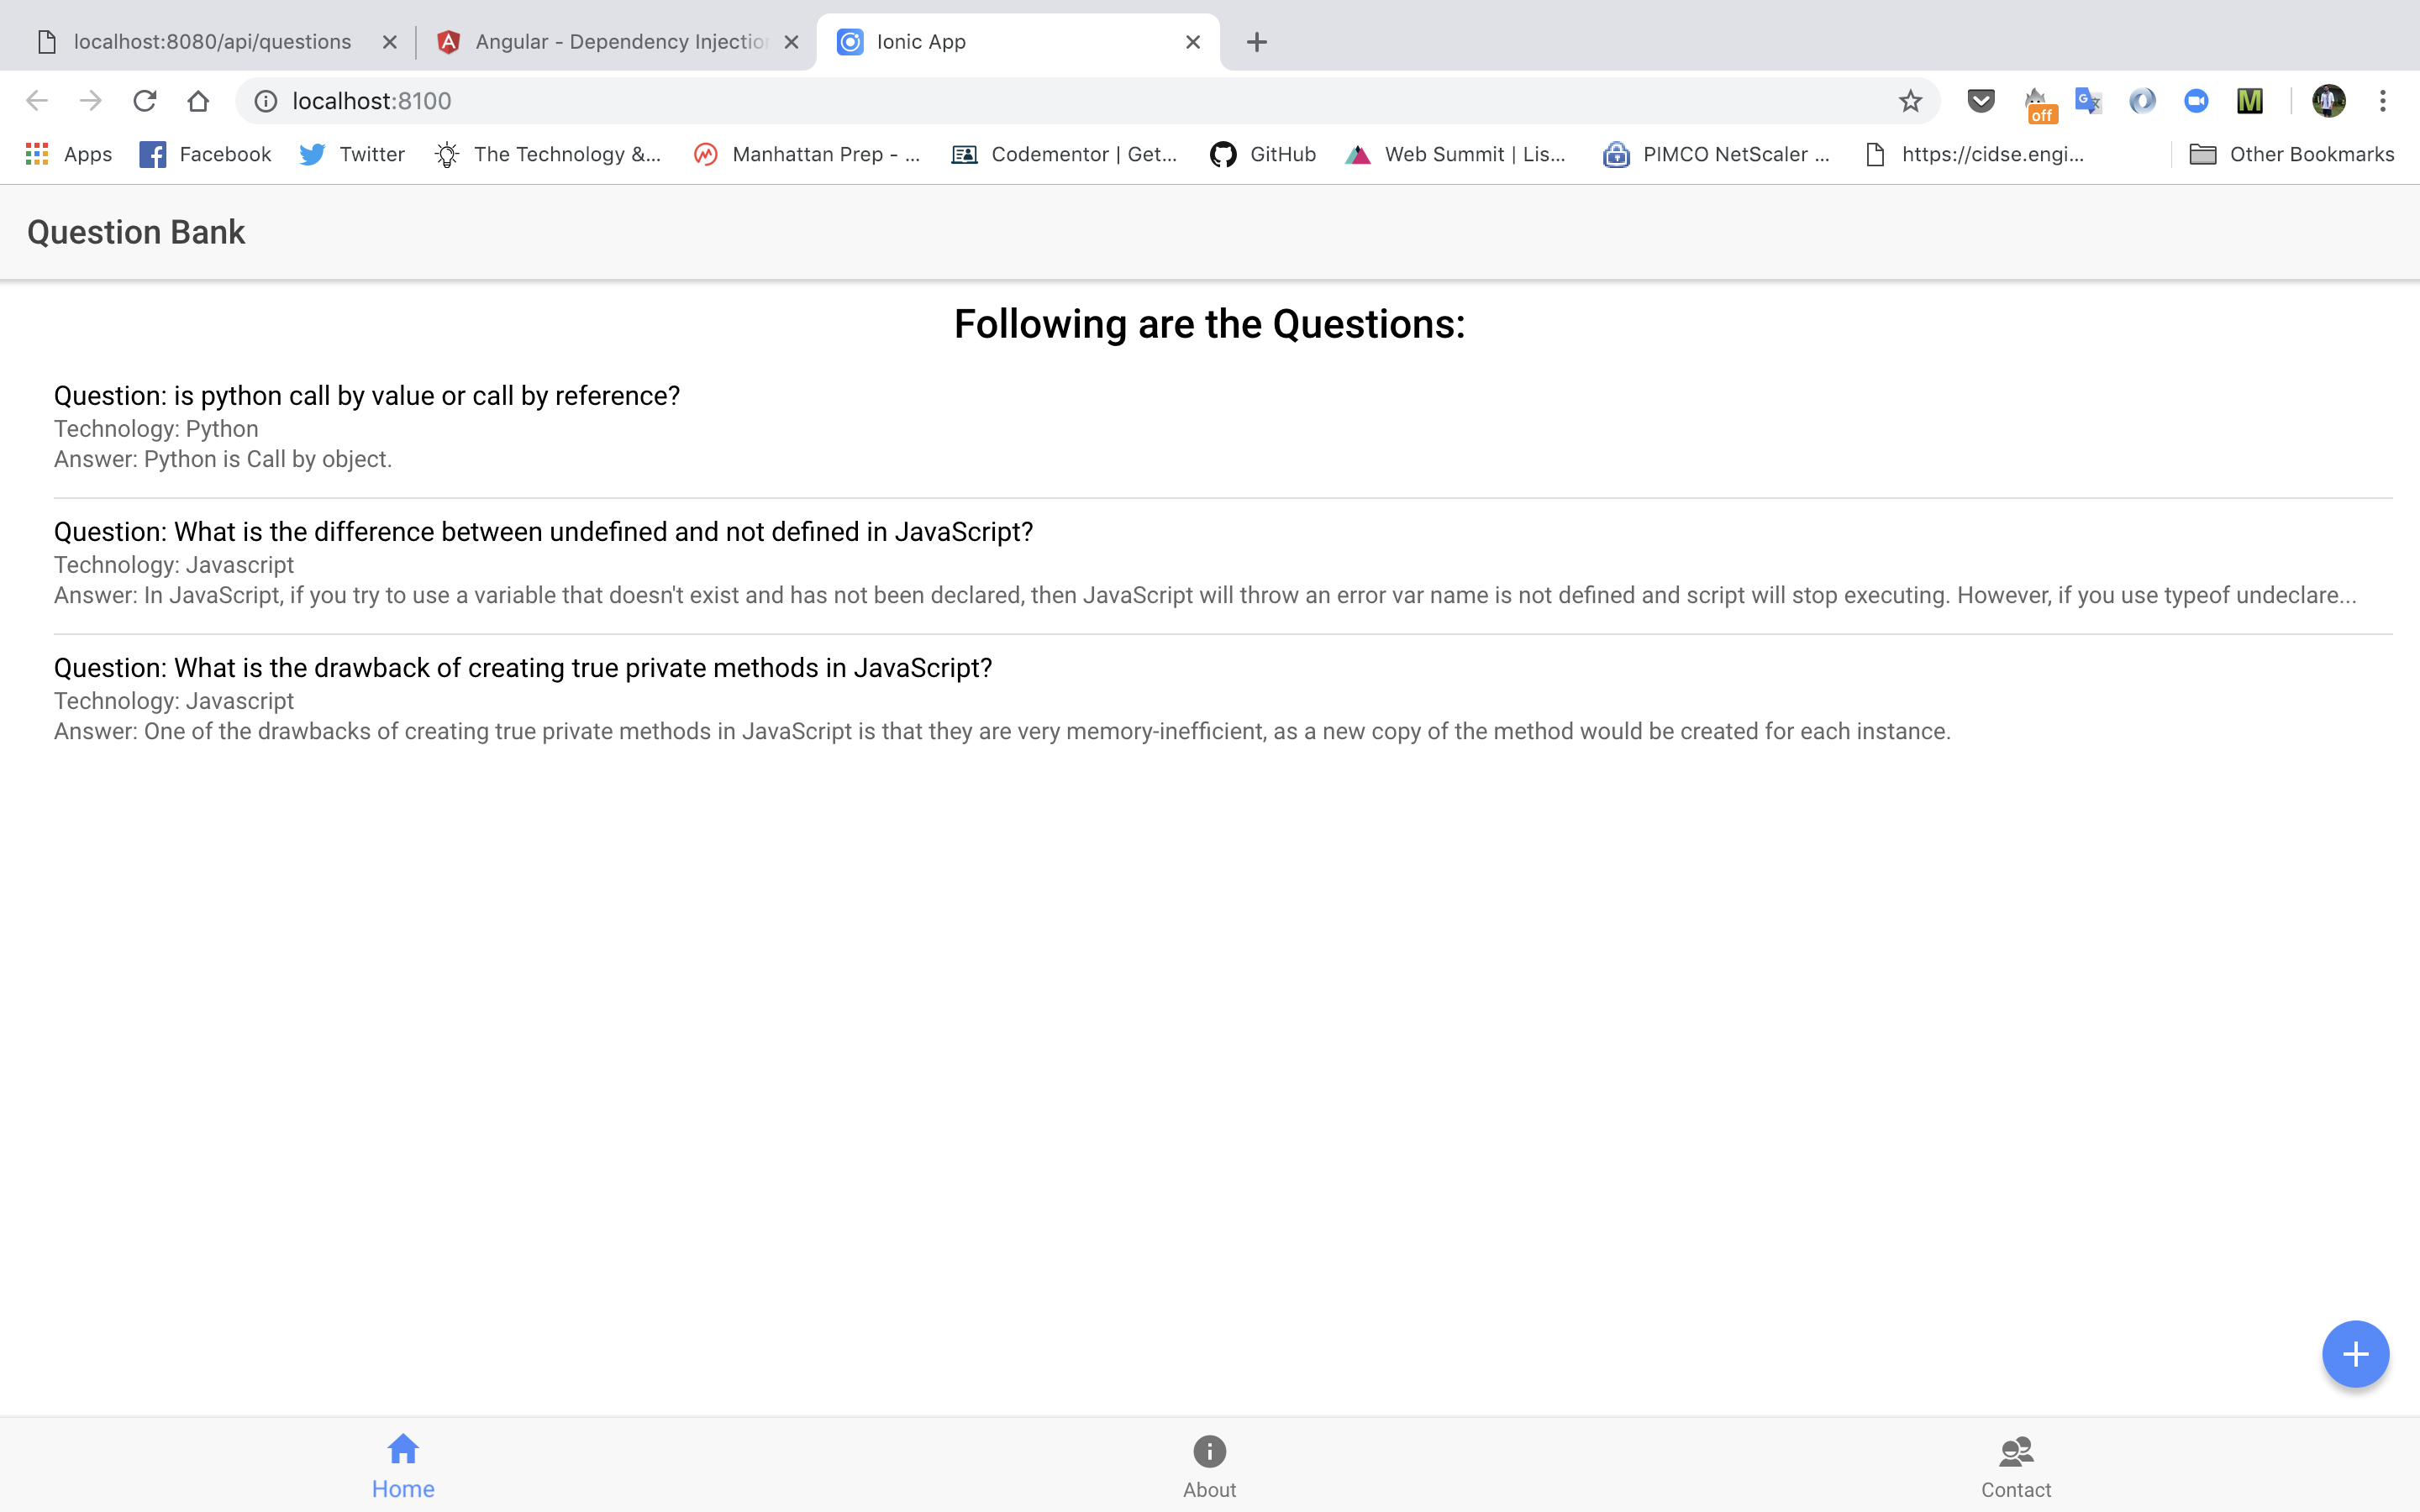 localhost:8080/api/questions
Angular - Dependency Injection
Ionic App
localhost:8100
off
Apps
Facebook
Twitter
The Technology &...
Manhattan Prep - ...
Codementor | Get...
GitHub
Web Summit | Lis...
PIMCO NetScaler ...
https://cidse.engi...
Other Bookmarks
Question Bank
Following are the Questions:
Question: is python call by value or call by reference?
Technology: Python
Answer: Python is Call by object.
Question: What is the difference between undefined and not defined in JavaScript?
Technology: Javascript
Answer: In JavaScript, if you try to use a variable that doesn't exist and has not been declared, then JavaScript will throw an error var name is not defined and script will stop executing. However, if you use typeof undeclare...
Question: What is the drawback of creating true private methods in JavaScript?
Technology: Javascript
Answer: One of the drawbacks of creating true private methods in JavaScript is that they are very memory-inefficient, as a new copy of the method would be created for each instance.
Home
About
Contact